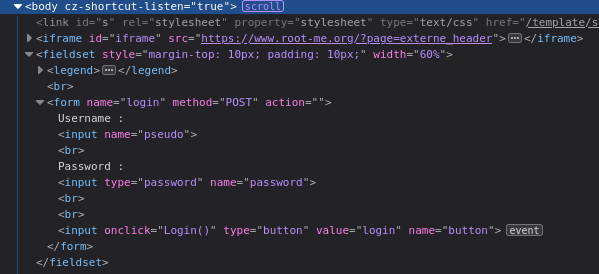 <body cz-shortcut-listen="true"> scroll
<link id="s" rel="stylesheet" property="stylesheet" type="text/css" href="/template/s
<iframe id="iframe" src="https://www.root-me.org/?page=externe_header"> ••• </iframe>
<fieldset style="margin-top: 10px; padding: 10px;" width="60%">
<legend> ••• </legend>
<br>
<form name="login" method="POST" action="">
Username :
<input name="pseudo">
<br>
Password :
<input type="password" name="password">
<br>
<br>
<input onclick="Login()" type="button" value="login" name="button"> event
</form>
</fieldset>